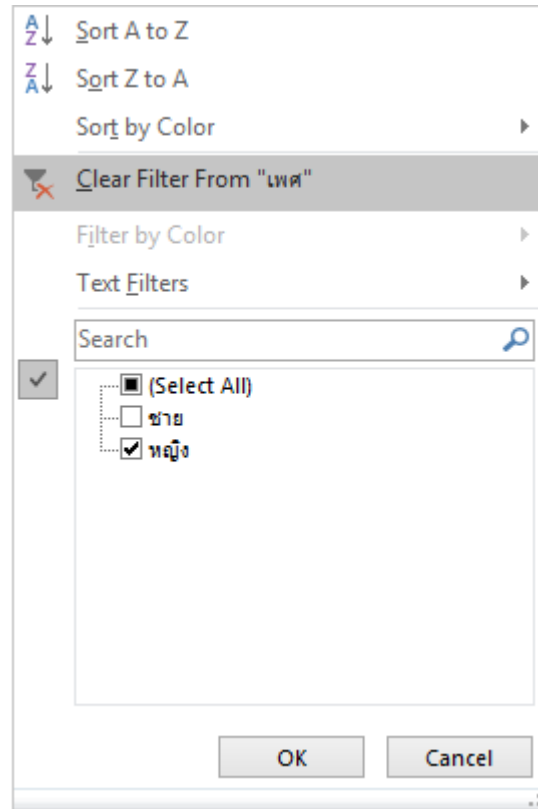 Sort A to Z
Sort Z to A
Sort by Color
Clear Filter From "เพศ"
Filter by Color
Text Filters
Search
(Select All)
ชาย
หญิง
OK
Cancel